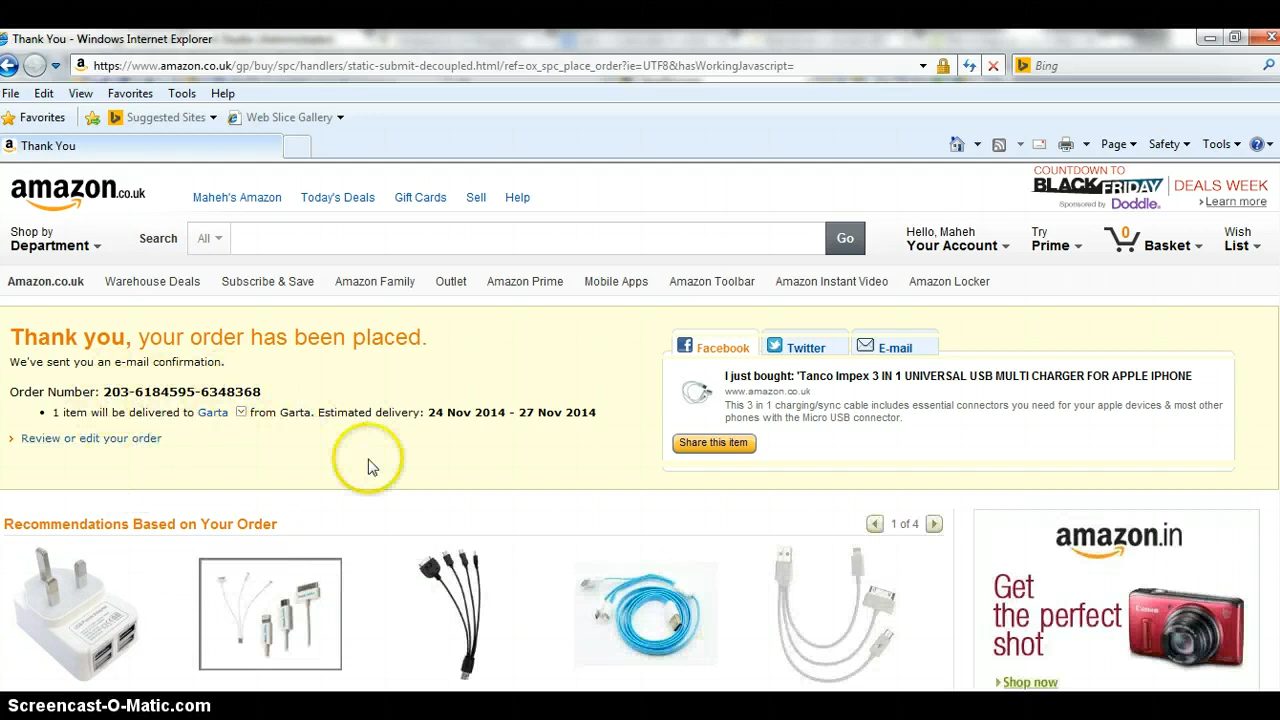 Thank You - Windows Internet Explorer
https://www.amazon.co.uk/gp/buy/spc/handlers/static-submit-decoupled.html/ref=ox_spc_place_order?ie=UTF8&hasWorkingJavascript=
Bing
File Edit View Favorites Tools Help
Favorites Suggested Sites Web Slice Gallery
a Thank You
Page Safety Tools
amazon.co.uk
Maheh's Amazon Today's Deals Gift Cards Sell Help
COUNTDOWN TO
BLACK FRIDAY DEALS WEEK
Sponsored by Doddle. Learn more
Shop by
Department
Search All Go
Hello, Maheh
Your Account
Try
Prime
0
Basket
Wish
List
Amazon.co.uk Warehouse Deals Subscribe & Save Amazon Family Outlet Amazon Prime Mobile Apps Amazon Toolbar Amazon Instant Video Amazon Locker
Thank you, your order has been placed.
We've sent you an e-mail confirmation.
Order Number: 203-6184595-6348368
• 1 item will be delivered to Garta from Garta. Estimated delivery: 24 Nov 2014 - 27 Nov 2014
Review or edit your order
Facebook Twitter E-mail
I just bought: 'Tanco Impex 3 IN 1 UNIVERSAL USB MULTI CHARGER FOR APPLE IPHONE
www.amazon.co.uk
This 3 in 1 charging/sync cable includes essential connectors you need for your apple devices & most other
phones with the Micro USB connector.
Share this item
Recommendations Based on Your Order
1 of 4
amazon.in
Get
the perfect
shot
Canon
Shop now
Screencast-O-Matic.com